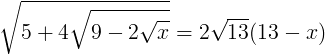 √(5 + 4√(9 − 2√x)) = 2√13(13 − x)